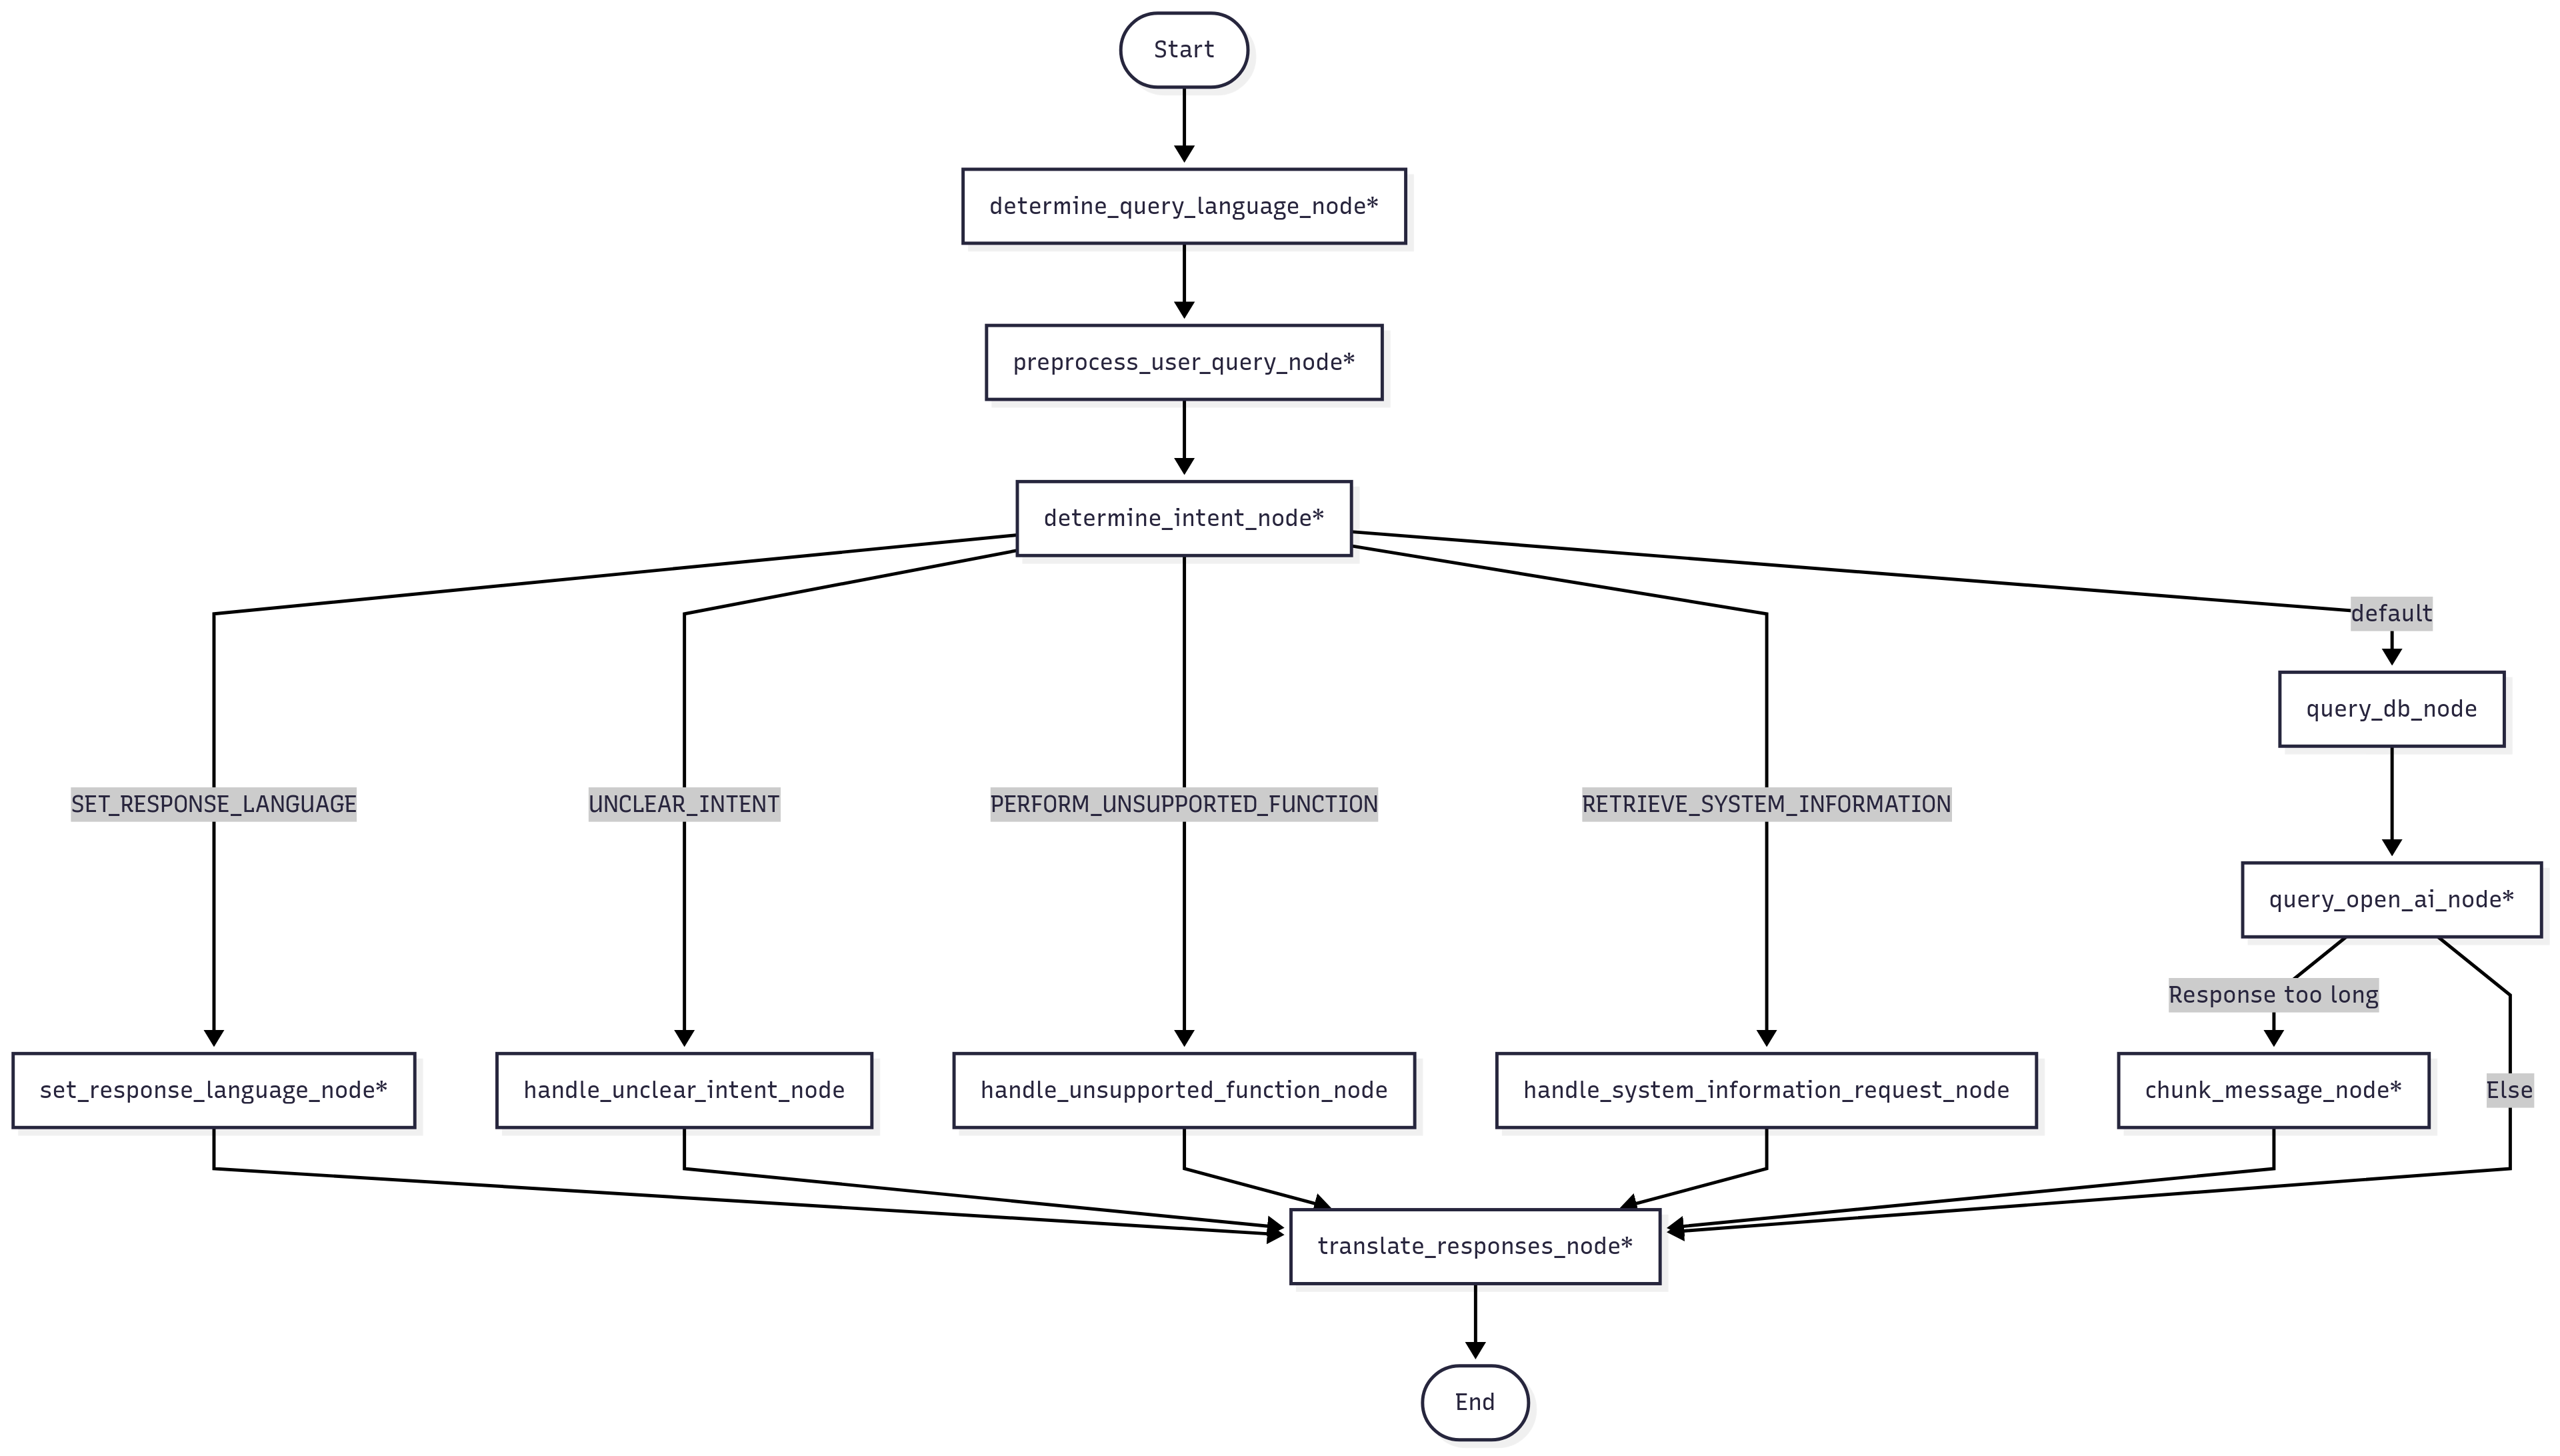 Start
determine_query_language_node*
preprocess_user_query_node*
determine_intent_node*
default
query_db_node
SET_RESPONSE_LANGUAGE
UNCLEAR_INTENT
PERFORM_UNSUPPORTED_FUNCTION
RETRIEVE_SYSTEM_INFORMATION
query_open_ai_node*
Response too long
set_response_language_node*
handle_unclear_intent_node
handle_unsupported_function_node
handle_system_information_request_node
chunk_message_node*
Else
translate_responses_node*
End